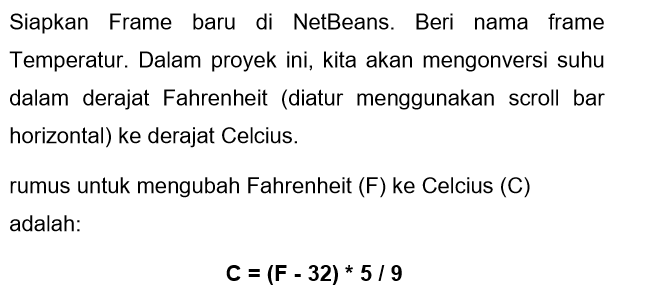 Siapkan Frame baru di NetBeans. Beri nama frame
Temperatur. Dalam proyek ini, kita akan mengonversi suhu
dalam derajat Fahrenheit (diatur menggunakan scroll bar
horizontal) ke derajat Celcius.
rumus untuk mengubah Fahrenheit (F) ke Celcius (C)
adalah:
C = (F - 32) * 5 / 9